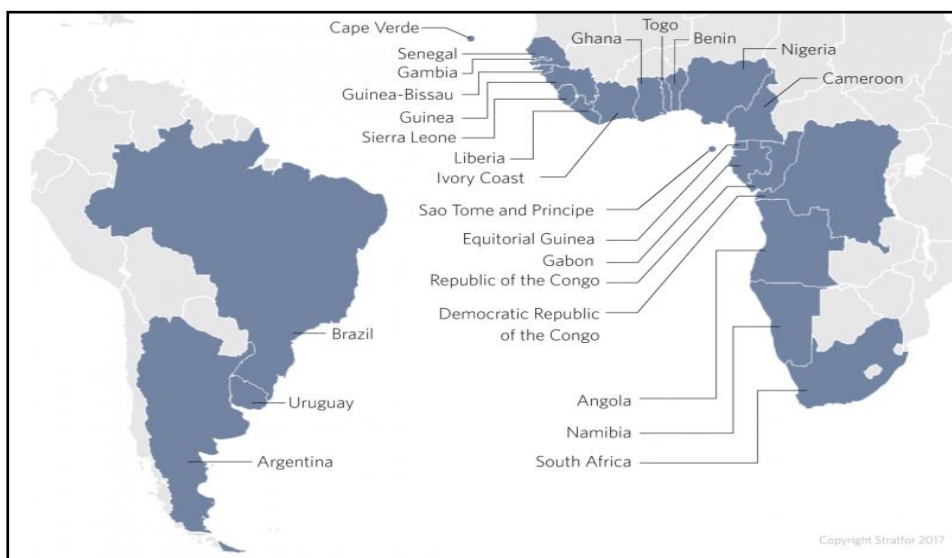 Cape Verde
Senegal
Gambia
Guinea-Bissau
Guinea
Sierra Leone
Liberia
Ivory Coast
Ghana
Togo
Benin
Nigeria
Cameroon
Sao Tome and Principe
Equitorial Guinea
Gabon
Republic of the Congo
Democratic Republic
of the Congo
Angola
Namibia
South Africa
Brazil
Uruguay
Argentina
Copyright Stratfor 2017